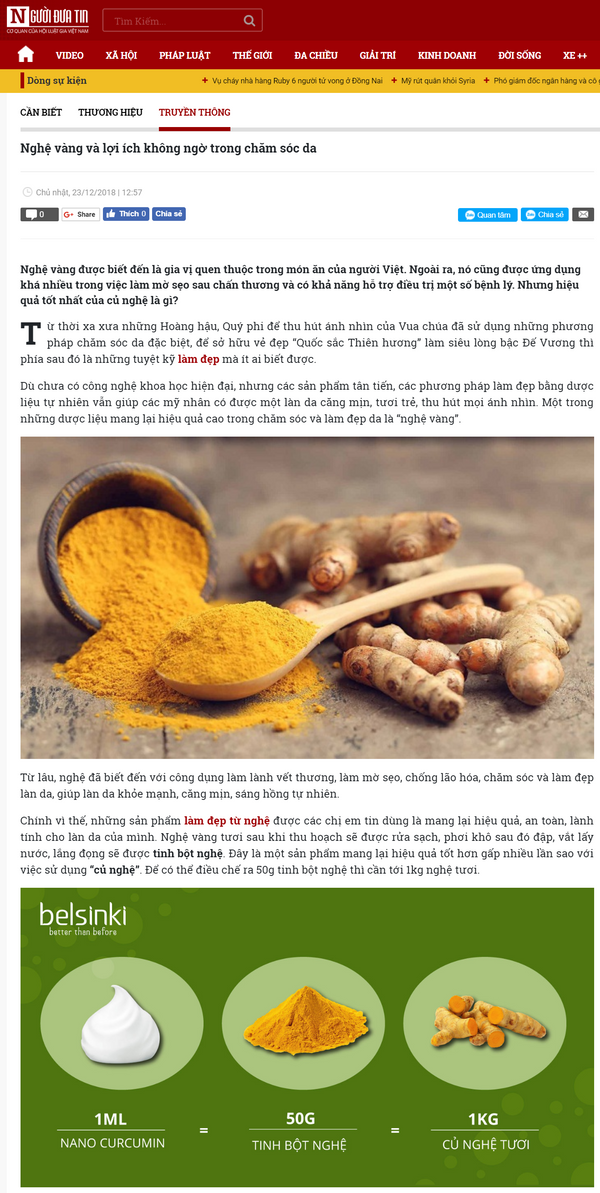 NGƯỜI ĐƯA TIN
CƠ QUAN CỦA HỘI LUẬT GIA VIỆT NAM
Tìm Kiếm...
VIDEO XÃ HỘI PHÁP LUẬT THẾ GIỚI ĐA CHIỀU GIẢI TRÍ KINH DOANH ĐỜI SỐNG XE ++
Dòng sự kiện
Vụ cháy nhà hàng Ruby 6 người tử vong ở Đồng Nai Mỹ rút quân khỏi Syria Phó giám đốc ngân hàng và cô g
CẦN BIẾT THƯƠNG HIỆU TRUYỀN THÔNG
Nghệ vàng và lợi ích không ngờ trong chăm sóc da
Chủ nhật, 23/12/2018 | 12:57
0 G+ Share Thích 0 Chia sẻ Quan tâm Chia sẻ
Nghệ vàng được biết đến là gia vị quen thuộc trong món ăn của người Việt. Ngoài ra, nó cũng được ứng dụng
khá nhiều trong việc làm mờ sẹo sau chấn thương và có khả năng hỗ trợ điều trị một số bệnh lý. Nhưng hiệu
quả tốt nhất của củ nghệ là gì?
Từ thời xa xưa những Hoàng hậu, Quý phi để thu hút ánh nhìn của Vua chúa đã sử dụng những phương
pháp chăm sóc da đặc biệt, để sở hữu vẻ đẹp “Quốc sắc Thiên hương” làm siêu lòng bậc Đế Vương thì
phía sau đó là những tuyệt kỹ làm đẹp mà ít ai biết được.
Dù chưa có công nghệ khoa học hiện đại, nhưng các sản phẩm tân tiến, các phương pháp làm đẹp bằng dược
liệu tự nhiên vẫn giúp các mỹ nhân có được một làn da căng mịn, tươi trẻ, thu hút mọi ánh nhìn. Một trong
những dược liệu mang lại hiệu quả cao trong chăm sóc và làm đẹp da là “nghệ vàng”.
Từ lâu, nghệ đã biết đến với công dụng làm lành vết thương, làm mờ sẹo, chống lão hóa, chăm sóc và làm đẹp
làn da, giúp làn da khỏe mạnh, căng mịn, sáng hồng tự nhiên.
Chính vì thế, những sản phẩm làm đẹp từ nghệ được các chị em tin dùng là mang lại hiệu quả, an toàn, lành
tính cho làn da của mình. Nghệ vàng tươi sau khi thu hoạch sẽ được rửa sạch, phơi khô sau đó đập, vắt lấy
nước, lắng đọng sẽ được tinh bột nghệ. Đây là một sản phẩm mang lại hiệu quả tốt hơn gấp nhiều lần sao với
việc sử dụng “củ nghệ”. Để có thể điều chế ra 50g tinh bột nghệ thì cần tới 1kg nghệ tươi.
belsinki
better than before
1ML 50G 1KG
= =
NANO CURCUMIN TINH BỘT NGHỆ CỦ NGHỆ TƯƠI